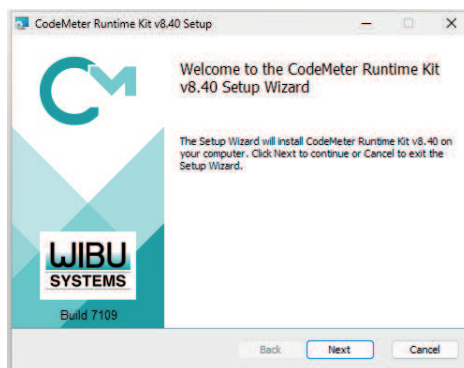 CodeMeter Runtime Kit v8.40 Setup
CM
Welcome to the CodeMeter Runtime Kit
v8.40 Setup Wizard
The Setup Wizard will install CodeMeter Runtime Kit v8.40 on
your computer. Click Next to continue or Cancel to exit the
Setup Wizard.
WIBU
SYSTEMS
Build 7109
Back Next Cancel